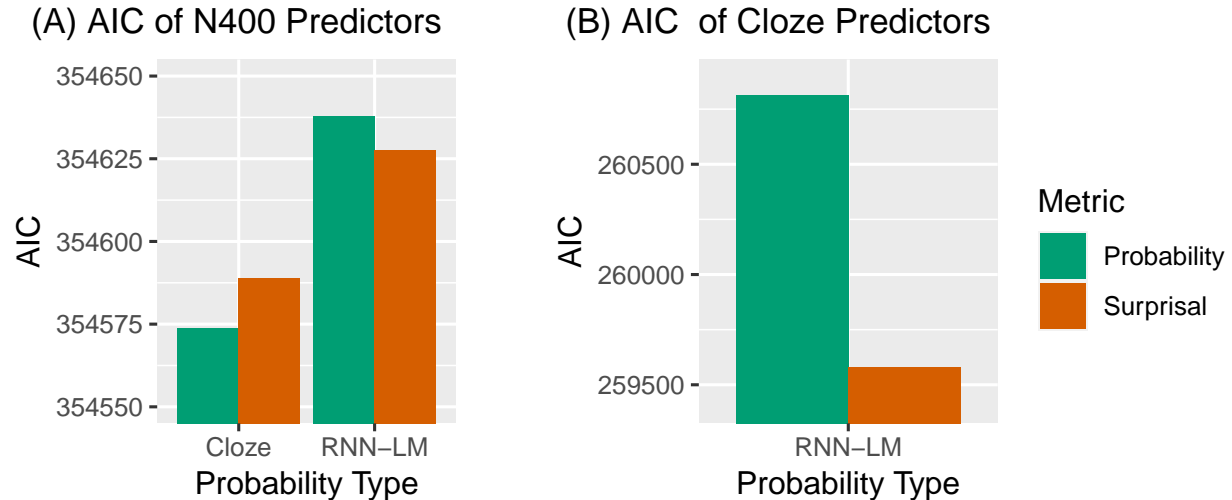 (A) AIC of N400 Predictors
354650
354625
354600
354575
354550
AIC
Cloze
RNN−LM
Probability Type
(B) AIC  of Cloze Predictors
260500
260000
259500
AIC
RNN−LM
Probability Type
Metric
Probability
Surprisal